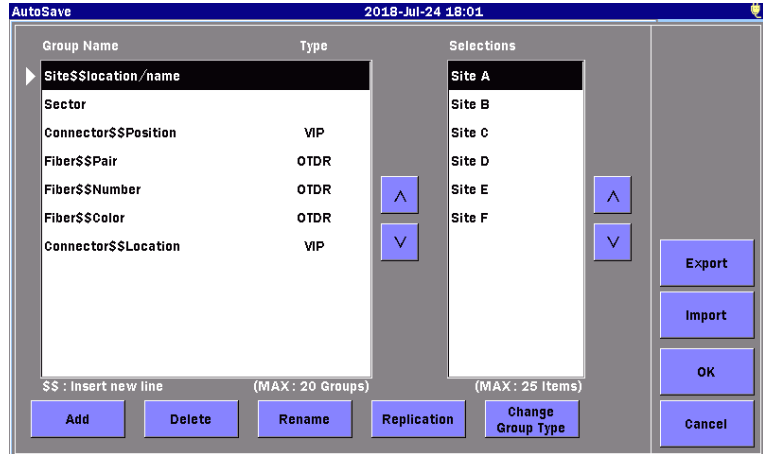 AutoSave 2018-Jul-24 18:01
Group Name Type Selections
Site$$location/name Site A
Sector Site B
Connector$$Position VIP Site C
Fiber$$Pair OTDR Site D
Fiber$$Number OTDR Site E
Fiber$$Color OTDR Site F
Connector$$Location VIP
$$ : Insert new line (MAX : 20 Groups) (MAX : 25 Items)
Add Delete Rename Replication Change Group Type
Export
Import
OK
Cancel